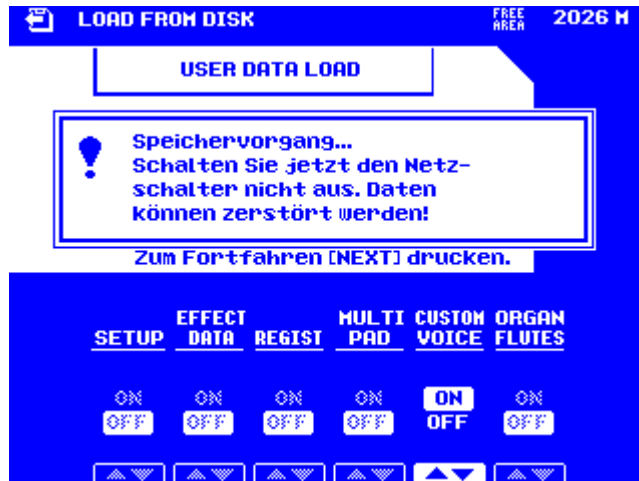 LOAD FROM DISK
FREE AREA 2026 M
USER DATA LOAD
Speichervorgang...
Schalten Sie jetzt den Netz-
schalter nicht aus. Daten
können zerstört werden!
Zum Fortfahren [NEXT] drucken.
SETUP EFFECT DATA REGIST MULTI PAD CUSTOM VOICE ORGAN FLUTES
ON ON ON ON ON ON
OFF OFF OFF OFF OFF OFF